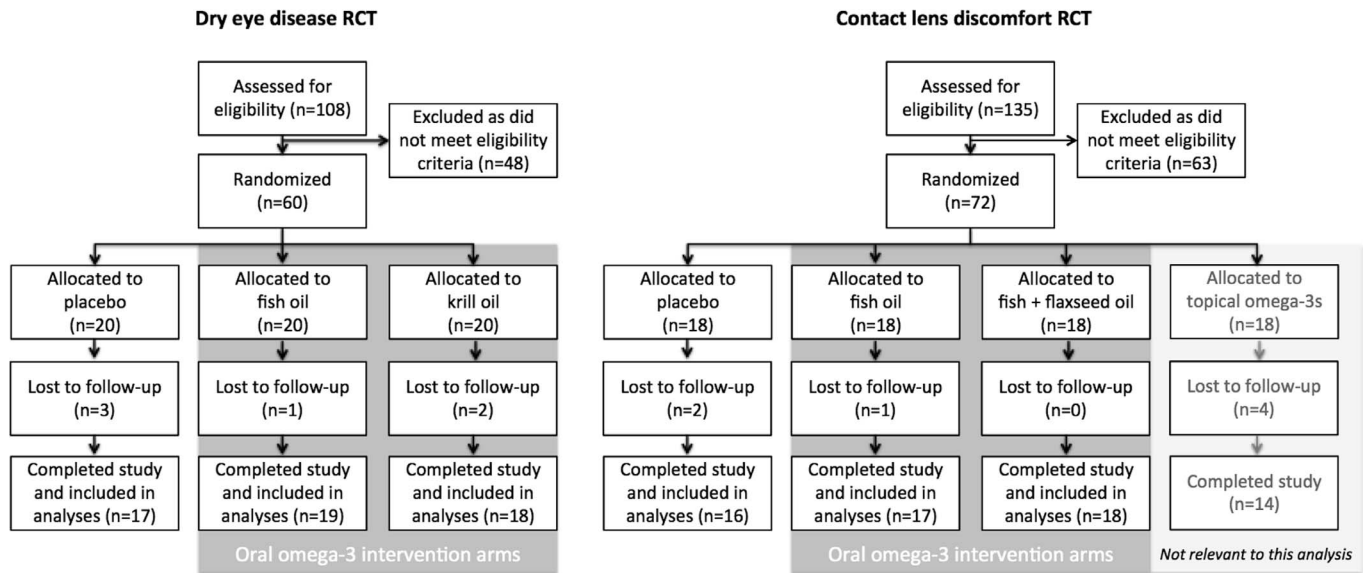 Dry eye disease RCT
Assessed for
eligibility (n=108)
Excluded as did
not meet eligibility
criteria (n=48)
Randomized
(n=60)
Allocated to
placebo
(n=20)
Allocated to
fish oil
(n=20)
Allocated to
krill oil
(n=20)
Lost to follow-up
(n=3)
Lost to follow-up
(n=1)
Lost to follow-up
(n=2)
Completed study
and included in
analyses (n=17)
Completed study
and included in
analyses (n=19)
Completed study
and included in
analyses (n=18)
Oral omega-3 intervention arms
Contact lens discomfort RCT
Assessed for
eligibility (n=135)
Excluded as did
not meet eligibility
criteria (n=63)
Randomized
(n=72)
Allocated to
placebo
(n=18)
Allocated to
fish oil
(n=18)
Allocated to
fish + flaxseed oil
(n=18)
Allocated to
topical omega-3s
(n=18)
Lost to follow-up
(n=2)
Lost to follow-up
(n=1)
Lost to follow-up
(n=0)
Lost to follow-up
(n=4)
Completed study
and included in
analyses (n=16)
Completed study
and included in
analyses (n=17)
Completed study
and included in
analyses (n=18)
Completed study
(n=14)
Oral omega-3 intervention arms
Not relevant to this analysis